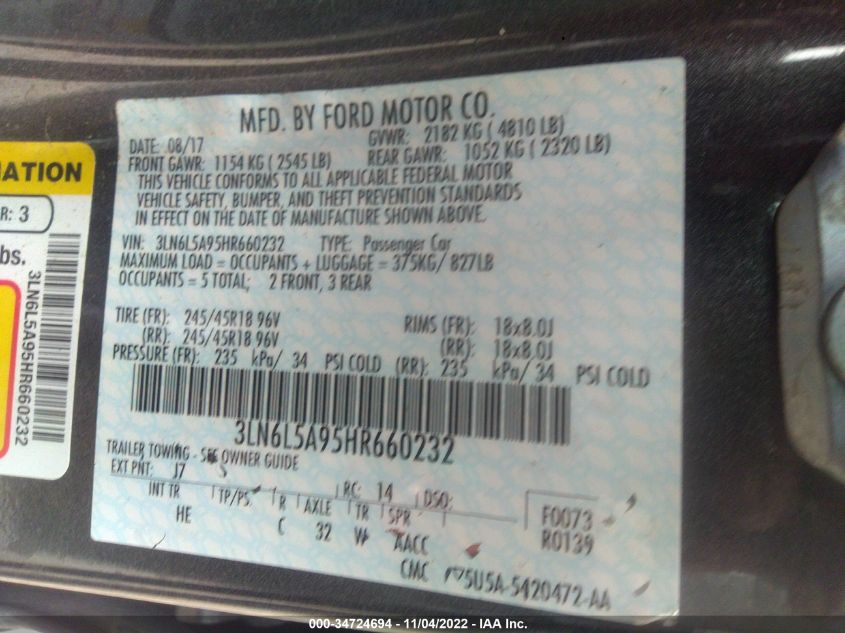 MFD. BY FORD MOTOR CO.
DATE: 08/17 GVWR: 2182 KG ( 4810 LB)
FRONT GAWR: 1154 KG ( 2545 LB) REAR GAWR: 1052 KG ( 2320 LB)
THIS VEHICLE CONFORMS TO ALL APPLICABLE FEDERAL MOTOR
VEHICLE SAFETY, BUMPER, AND THEFT PREVENTION STANDARDS
IN EFFECT ON THE DATE OF MANUFACTURE SHOWN ABOVE.
VIN: 3LN6L5A95HR660232 TYPE: Passenger Car
MAXIMUM LOAD = OCCUPANTS + LUGGAGE = 375KG/ 827LB
OCCUPANTS = 5 TOTAL; 2 FRONT, 3 REAR
TIRE (FR): 245/45R18 96V RIMS (FR): 18x8.0J
(RR): 245/45R18 96V (RR): 18x8.0J
PRESSURE (FR): 235 kPa/ 34 PSI COLD (RR): 235 kPa/ 34 PSI COLD
3LN6L5A95HR660232
TRAILER TOWING - SEE OWNER GUIDE
EXT PNT: J7 RC: 14 DSO:
INT TR TP/PS R AXLE TR SPR F0073
HE C 32 W AACC R0139
CMC 5U5A-5420472-AA
MATION
R: 3
bs.
3LN6L5A95HR660232
000-34724694 - 11/04/2022 - IAA Inc.